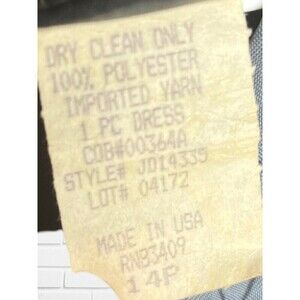 DRY CLEAN ONLY
100% POLYESTER
IMPORTED YARN
1 PC DRESS
COB#00364A
STYLE# JD14335
LOT# 04172
MADE IN USA
RN93409
14P